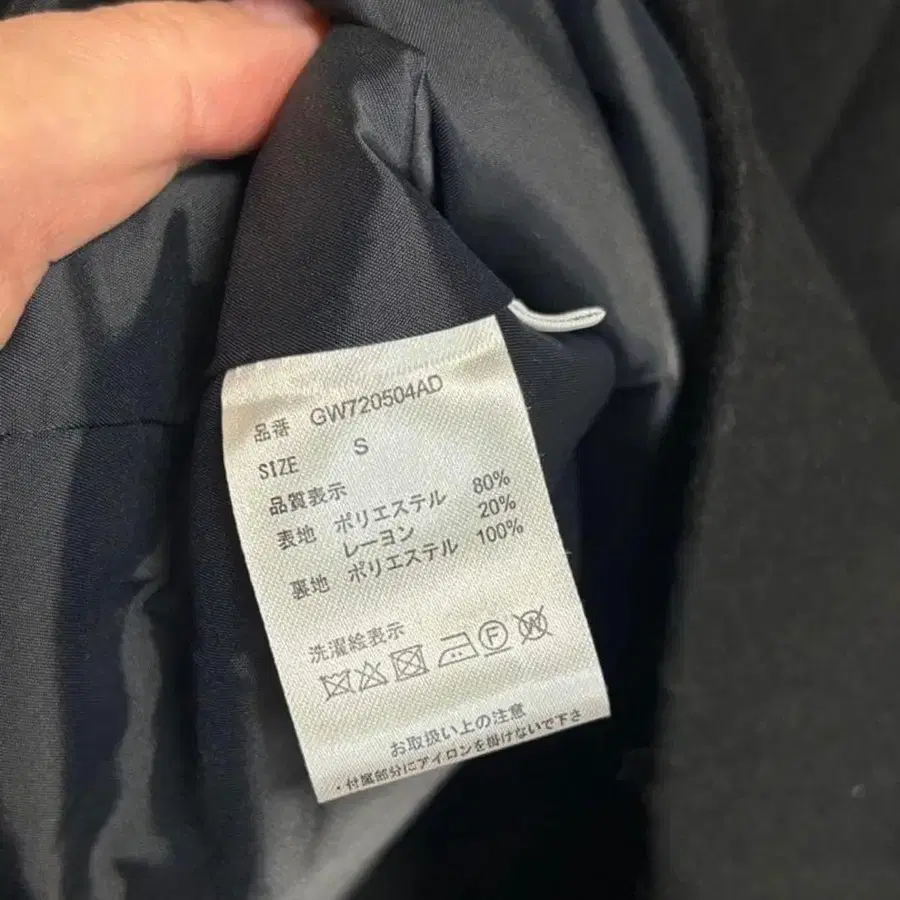 品番 GW720504AD
SIZE S
品質表示
表地 ポリエステル 80%
レーヨン 20%
裏地 ポリエステル 100%
洗濯絵表示
F W
お取扱い上の注意
・付属部分にアイロンを掛けないで下さ